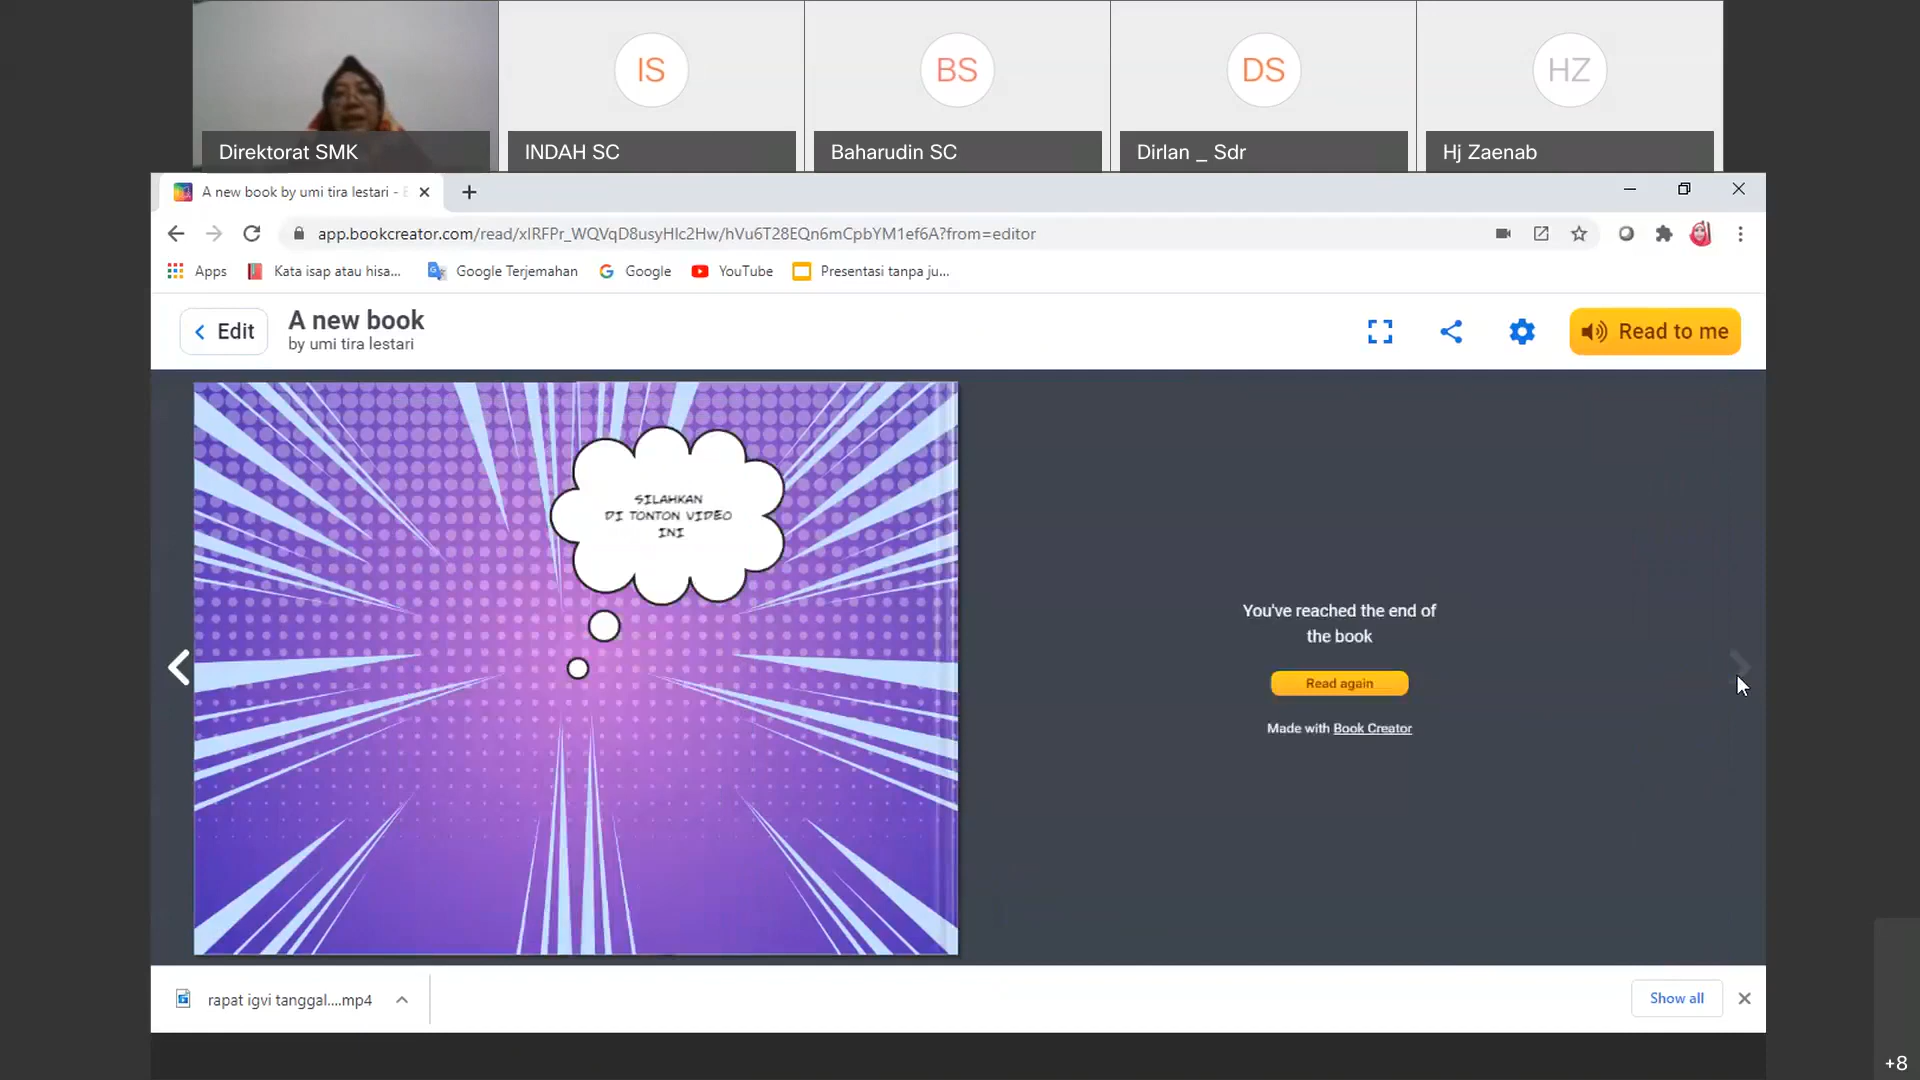 IS
BS
DS
HZ
Direktorat SMK
INDAH SC
Baharudin SC
Dirlan _ Sdr
Hj Zaenab
A new book by umi tira lestari -
app.bookcreator.com/read/xIRFPr_WQVqD8usyHlc2Hw/hVu6T28EQn6mCpbYM1ef6A?from=editor
Apps
Kata isap atau hisa...
Google Terjemahan
Google
YouTube
Presentasi tanpa ju...
Edit
A new book
by umi tira lestari
Read to me
SILAHKAN
DI TONTON VIDEO
INI
You've reached the end of
the book
Read again
Made with Book Creator
rapat igvi tanggal....mp4
Show all
+8